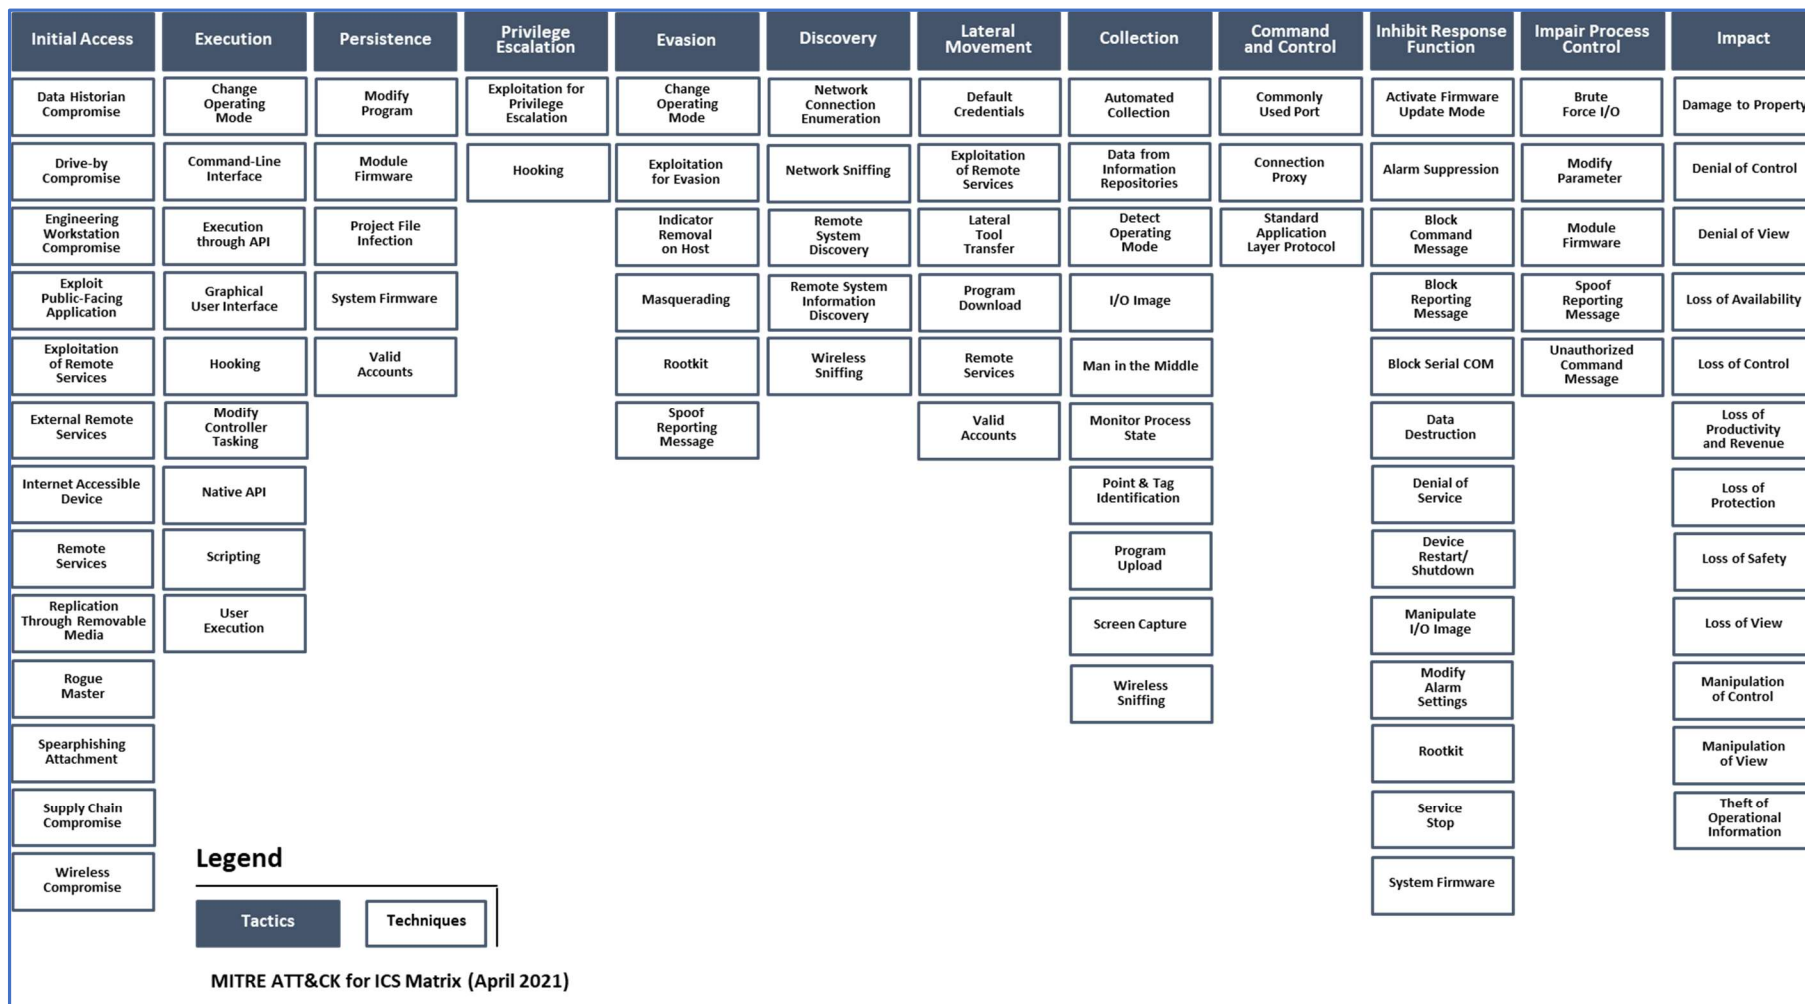 Initial Access
Execution
Persistence
Privilege
Escalation
Evasion
Discovery
Lateral
Movement
Collection
Command
and Control
Inhibit Response
Function
Impair Process
Control
Impact
Data Historian
Compromise
Drive-by
Compromise
Engineering
Workstation
Compromise
Exploit
Public-Facing
Application
Exploitation
of Remote
Services
External Remote
Services
Internet Accessible
Device
Remote
Services
Replication
Through Removable
Media
Rogue
Master
Spearphishing
Attachment
Supply Chain
Compromise
Wireless
Compromise
Change
Operating
Mode
Command-Line
Interface
Execution
through API
Graphical
User Interface
Hooking
Modify
Controller
Tasking
Native API
Scripting
User
Execution
Modify
Program
Module
Firmware
Project File
Infection
System Firmware
Valid
Accounts
Exploitation for
Privilege
Escalation
Hooking
Change
Operating
Mode
Exploitation
for Evasion
Indicator
Removal
on Host
Masquerading
Rootkit
Spoof
Reporting
Message
Network
Connection
Enumeration
Network Sniffing
Remote
System
Discovery
Remote System
Information
Discovery
Wireless
Sniffing
Default
Credentials
Exploitation
of Remote
Services
Lateral
Tool
Transfer
Program
Download
Remote
Services
Valid
Accounts
Automated
Collection
Data from
Information
Repositories
Detect
Operating
Mode
I/O Image
Man in the Middle
Monitor Process
State
Point & Tag
Identification
Program
Upload
Screen Capture
Wireless
Sniffing
Commonly
Used Port
Connection
Proxy
Standard
Application
Layer Protocol
Activate Firmware
Update Mode
Alarm Suppression
Block
Command
Message
Block
Reporting
Message
Block Serial COM
Data
Destruction
Denial of
Service
Device
Restart/
Shutdown
Manipulate
I/O Image
Modify
Alarm
Settings
Rootkit
Service
Stop
System Firmware
Brute
Force I/O
Modify
Parameter
Module
Firmware
Spoof
Reporting
Message
Unauthorized
Command
Message
Damage to Property
Denial of Control
Denial of View
Loss of Availability
Loss of Control
Loss of
Productivity
and Revenue
Loss of
Protection
Loss of Safety
Loss of View
Manipulation
of Control
Manipulation
of View
Theft of
Operational
Information
Legend
Tactics
Techniques
MITRE ATT&CK for ICS Matrix (April 2021)